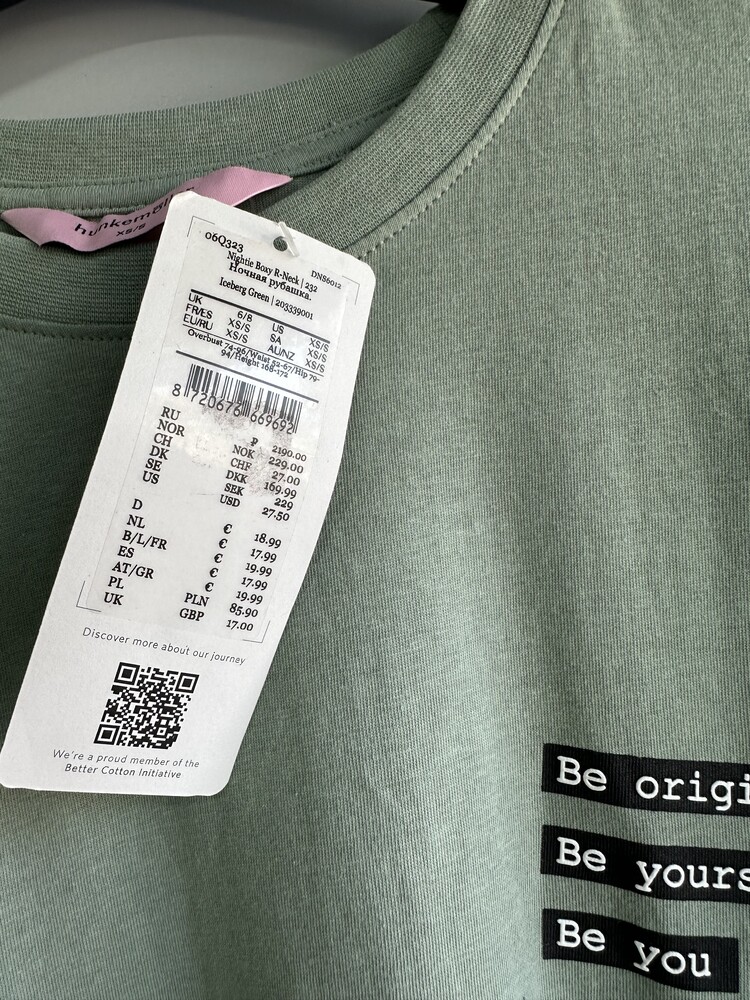 hunkemöller
XS/S
06Q323
DNS6012
Nightie Boxy R-Neck | 232
Ночная рубашка.
Iceberg Green | 203339001
UK 6/8 US XS/S
FR/ES XS/S SA XS/S
EU/RU XS/S AU/NZ XS/S
Overbust 74-96/Waist 52-67/Hip 79-
94/Height 168-172
8 720676 669692
RU ₽ 2190.00
NOR NOK 229.00
CH CHF 27.00
DK DKK 169.99
SE SEK 229
US USD 27.50
D € 18.99
NL € 17.99
B/L/FR € 19.99
ES € 17.99
AT/GR € 19.99
PL PLN 85.90
UK GBP 17.00
Discover more about our journey
We're a proud member of the
Better Cotton Initiative
Be origi
Be yours
Be you